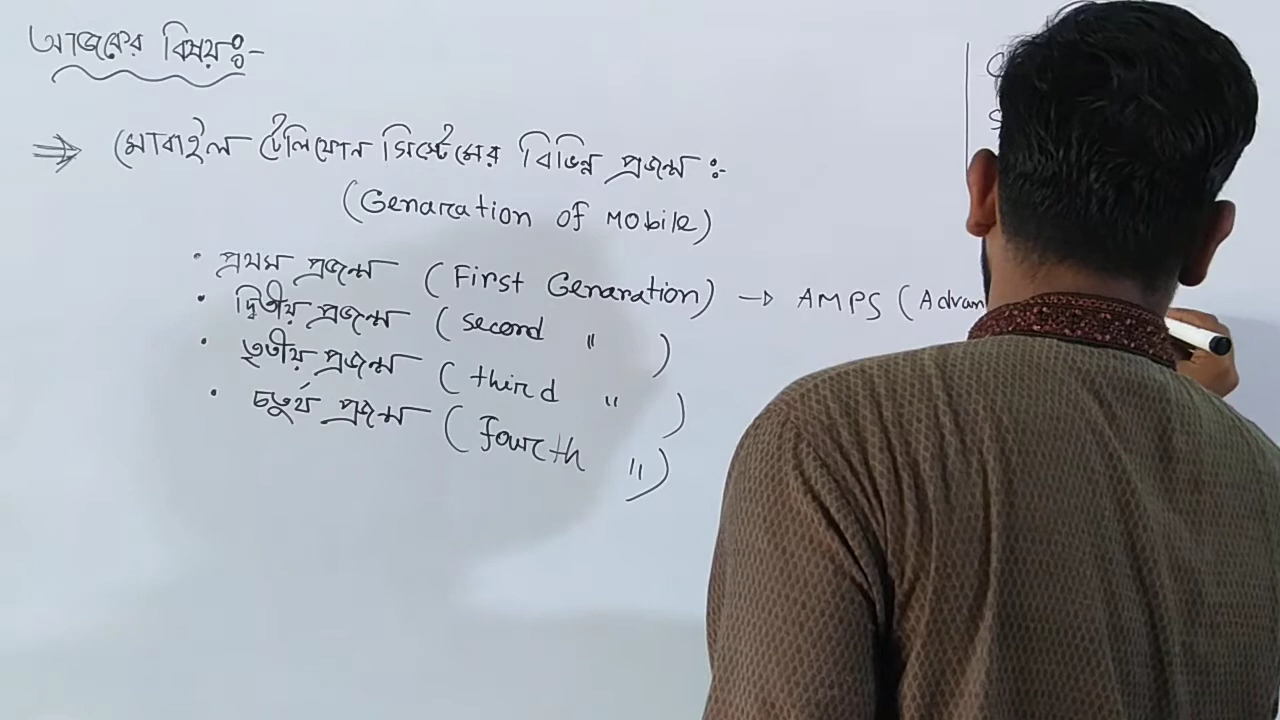 আজকের বিষয়ঃ-
⇒ মোবাইল টেলিফোন সিস্টেমের বিভিন্ন প্রজন্ম :-
(Genaration of Mobile)
• প্রথম প্রজন্ম (First Genaration) → AMPS (Advan
• দ্বিতীয় প্রজন্ম (Second " )
• তৃতীয় প্রজন্ম (third " )
• চতুর্থ প্রজন্ম (Fourth " )